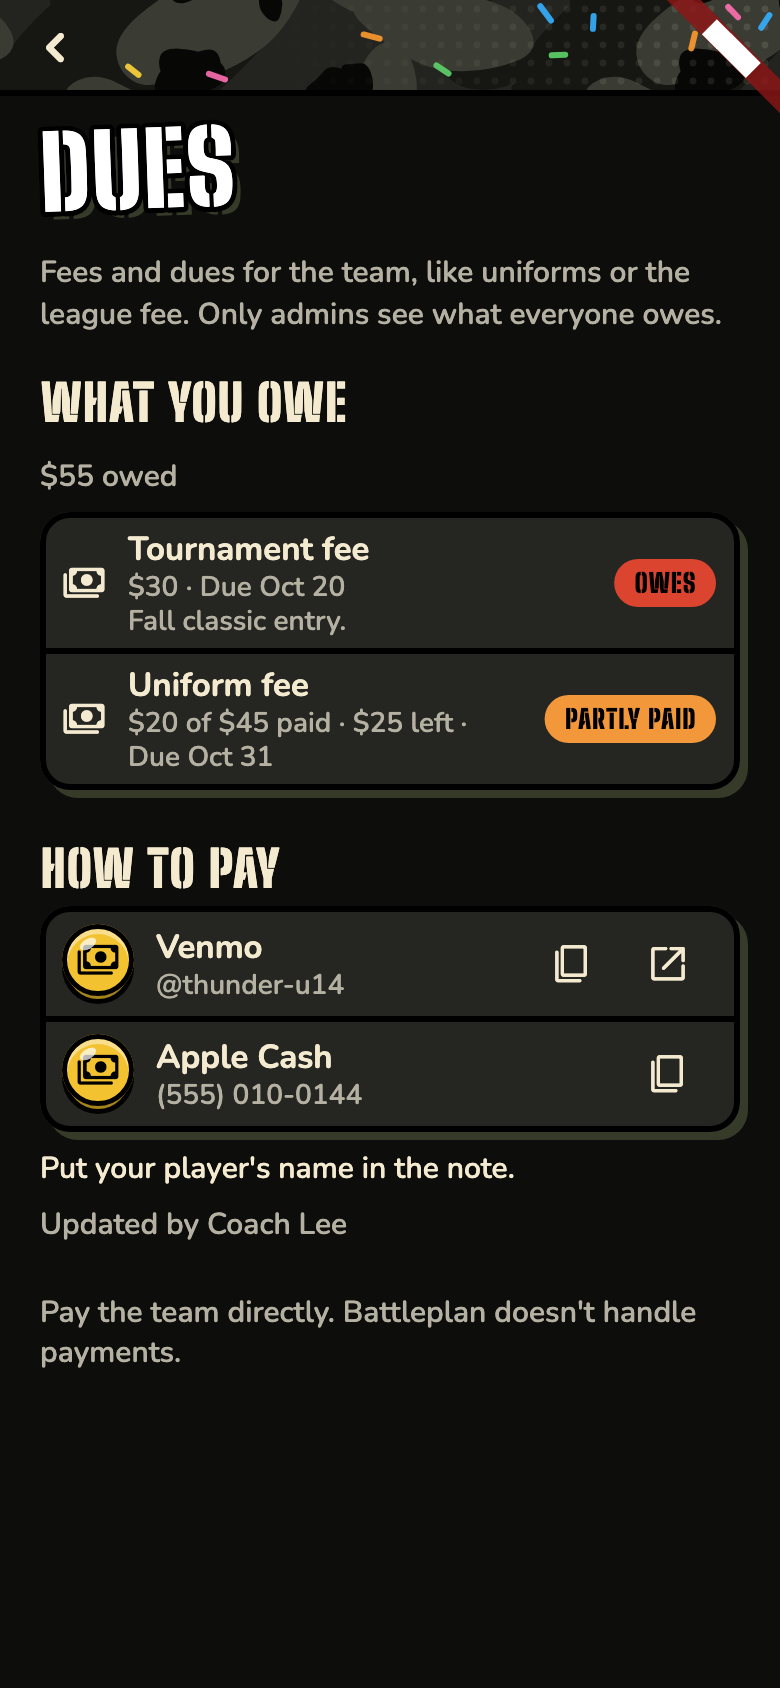 DUES
Fees and dues for the team, like uniforms or the
league fee. Only admins see what everyone owes.
WHAT YOU OWE
$55 owed
Tournament fee
$30 · Due Oct 20
Fall classic entry.
OWES
Uniform fee
$20 of $45 paid · $25 left ·
Due Oct 31
PARTLY PAID
HOW TO PAY
Venmo
@thunder-u14
Apple Cash
(555) 010-0144
Put your player's name in the note.
Updated by Coach Lee
Pay the team directly. Battleplan doesn't handle
payments.